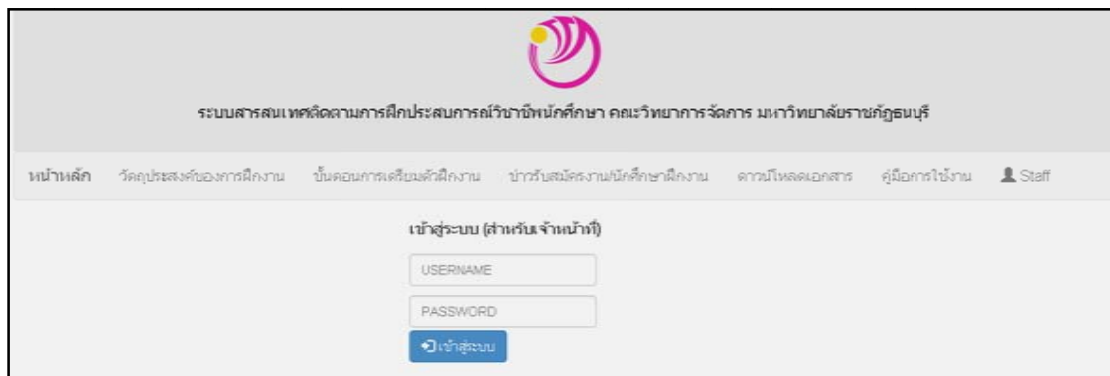 ระบบสารสนเทศติดตามการฝึกประสบการณ์วิชาชีพนักศึกษา คณะวิทยาการจัดการ มหาวิทยาลัยราชภัฏธนบุรี
หน้าหลัก วัตถุประสงค์ของการฝึกงาน ขั้นตอนการเตรียมตัวฝึกงาน ข่าวรับสมัครงาน/นักศึกษาฝึกงาน ดาวน์โหลดเอกสาร คู่มือการใช้งาน Staff
เข้าสู่ระบบ (สำหรับเจ้าหน้าที่)
USERNAME
PASSWORD
เข้าสู่ระบบ